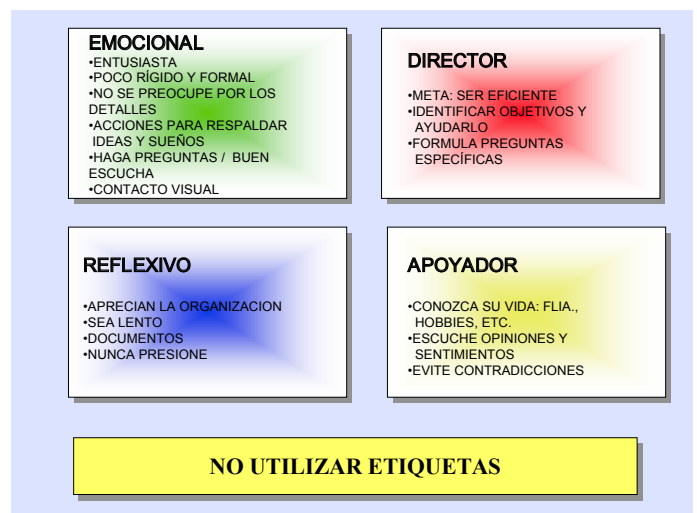 EMOCIONAL
•ENTUSIASTA
•POCO RÍGIDO Y FORMAL
•NO SE PREOCUPE POR LOS
DETALLES
•ACCIONES PARA RESPALDAR
IDEAS Y SUEÑOS
•HAGA PREGUNTAS / BUEN
ESCUCHA
•CONTACTO VISUAL
DIRECTOR
•META: SER EFICIENTE
•IDENTIFICAR OBJETIVOS Y
AYUDARLO
•FORMULA PREGUNTAS
ESPECÍFICAS
REFLEXIVO
•APRECIAN LA ORGANIZACION
•SEA LENTO
•DOCUMENTOS
•NUNCA PRESIONE
APOYADOR
•CONOZCA SU VIDA: FLIA.,
HOBBIES, ETC.
•ESCUCHE OPINIONES Y
SENTIMIENTOS
•EVITE CONTRADICCIONES
NO UTILIZAR ETIQUETAS